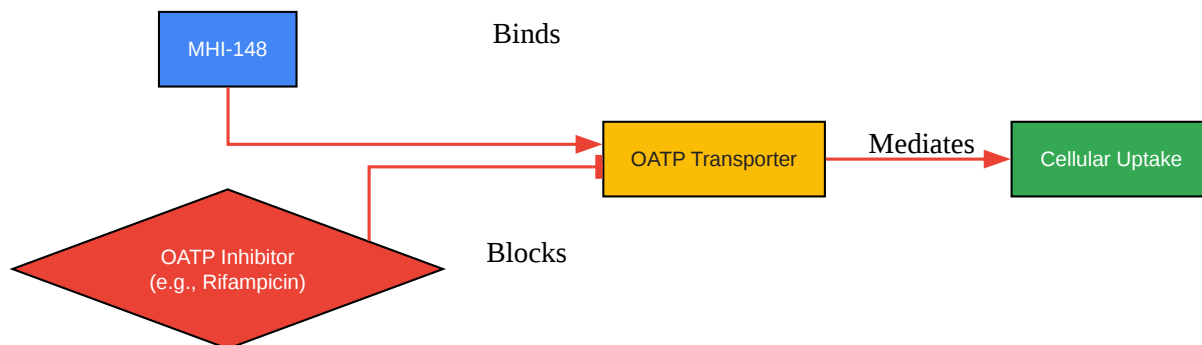 MHI-148
Binds
OATP Transporter
Mediates
Cellular Uptake
OATP Inhibitor
(e.g., Rifampicin)
Blocks